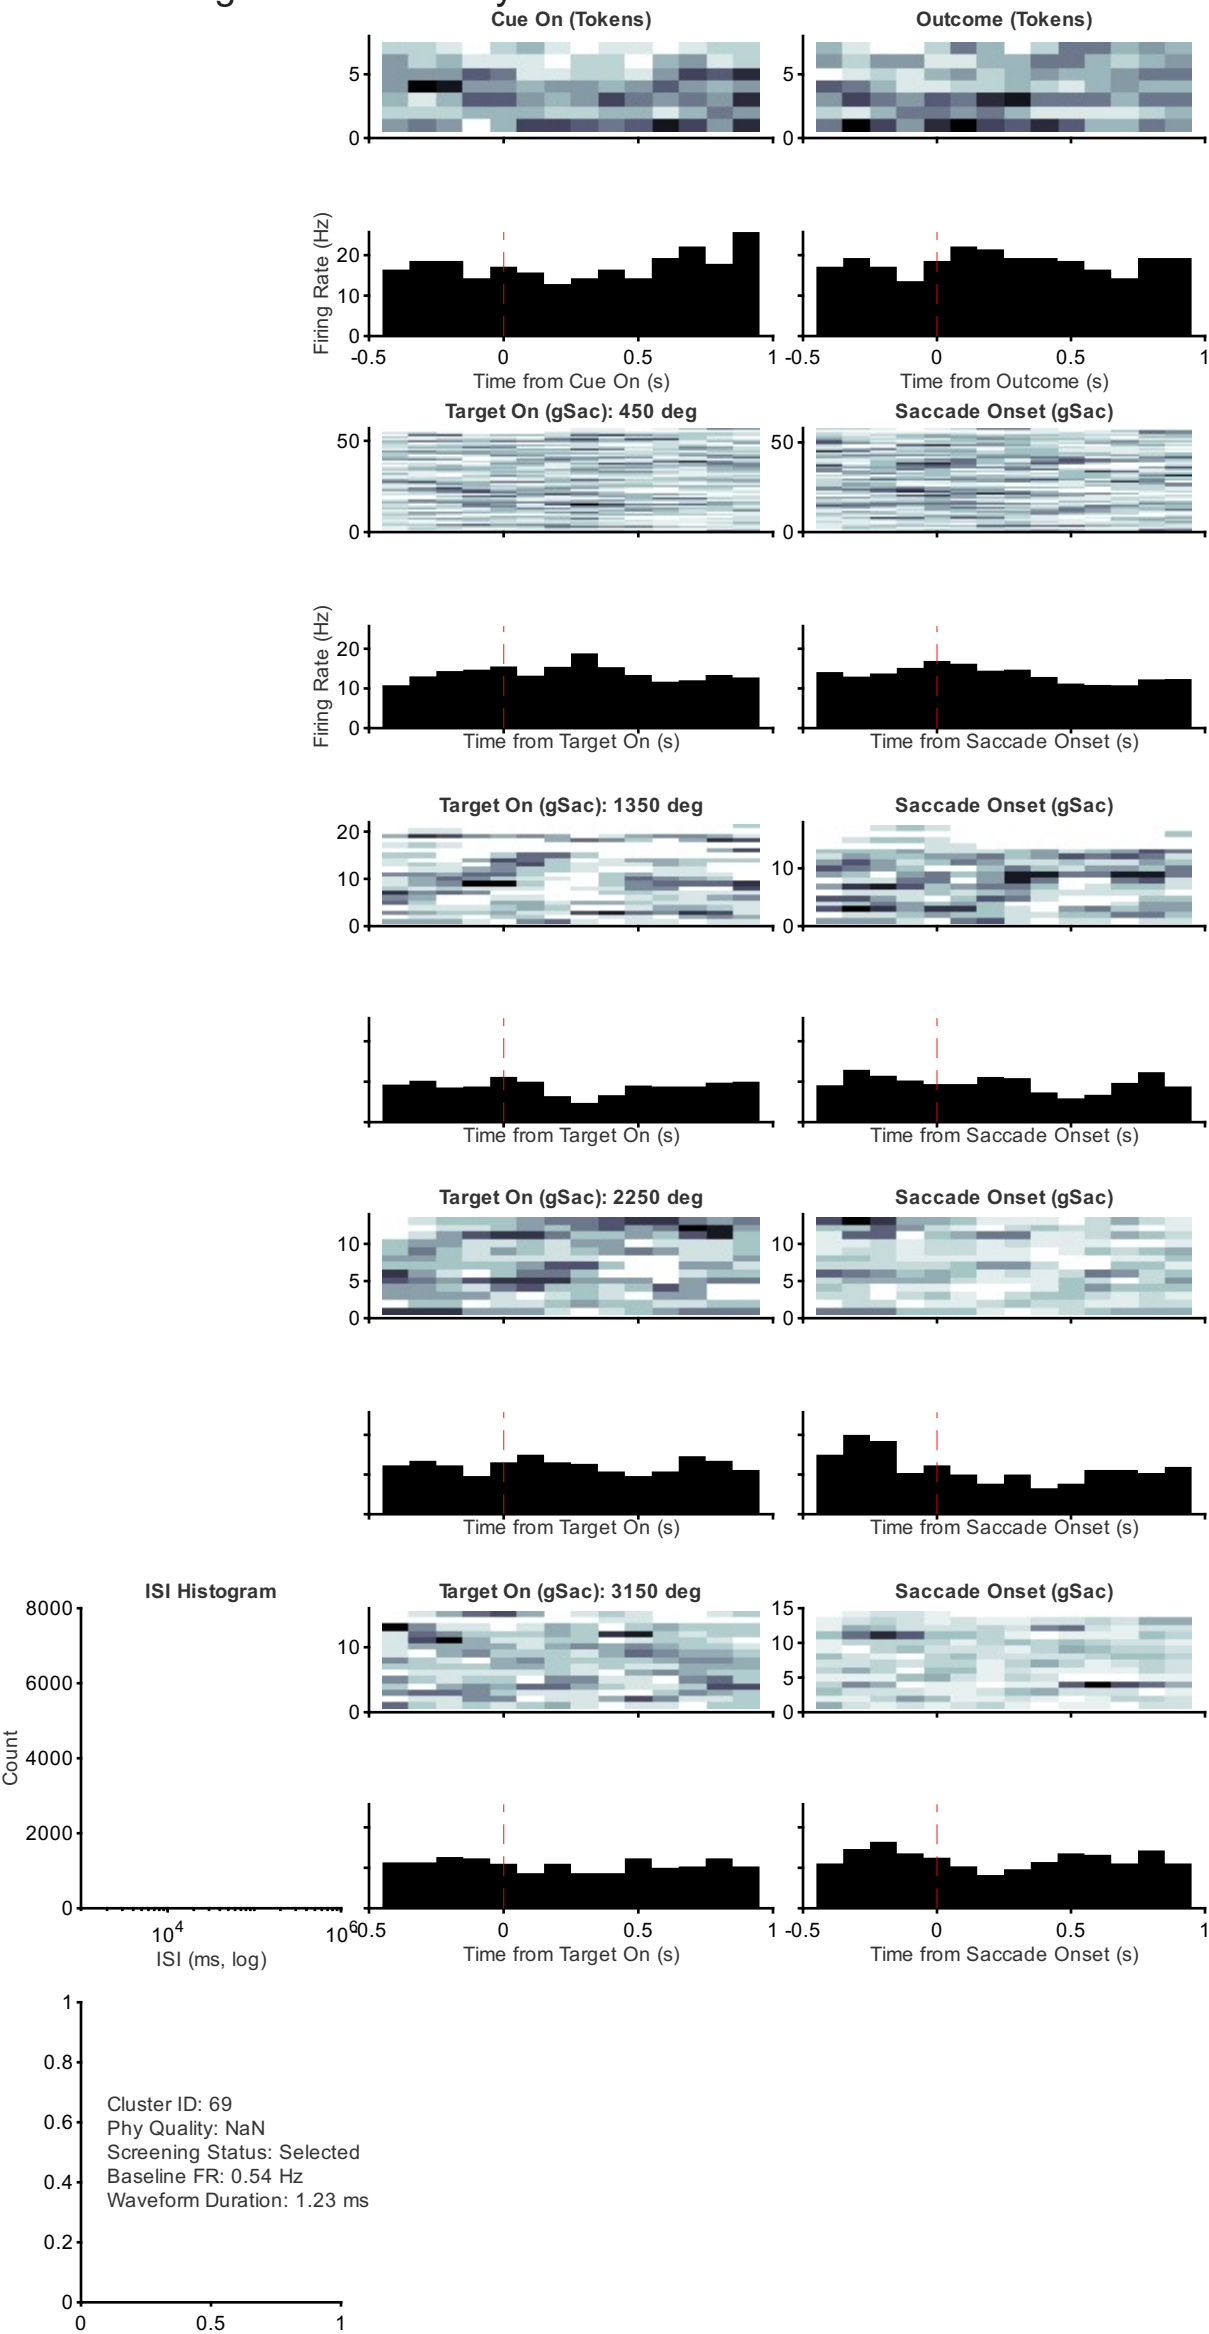 Cue On (Tokens)
Outcome (Tokens)
5
0
5
0
Firing Rate (Hz)
20
10
0
-0.5
0
0.5
1
-0.5
0
0.5
1
Time from Cue On (s)
Time from Outcome (s)
Target On (gSac): 450 deg
Saccade Onset (gSac)
50
0
50
0
Firing Rate (Hz)
20
10
0
Time from Target On (s)
Time from Saccade Onset (s)
Target On (gSac): 1350 deg
Saccade Onset (gSac)
20
10
0
10
0
Time from Target On (s)
Time from Saccade Onset (s)
Target On (gSac): 2250 deg
Saccade Onset (gSac)
10
5
0
10
5
0
Time from Target On (s)
Time from Saccade Onset (s)
ISI Histogram
Target On (gSac): 3150 deg
Saccade Onset (gSac)
8000
6000
4000
2000
0
Count
10
0
15
10
5
0
10⁴
10⁶
ISI (ms, log)
0.5
0
0.5
1
-0.5
0
0.5
1
Time from Target On (s)
Time from Saccade Onset (s)
1
0.8
0.6
0.4
0.2
0
Cluster ID: 69
Phy Quality: NaN
Screening Status: Selected
Baseline FR: 0.54 Hz
Waveform Duration: 1.23 ms
0
0.5
1